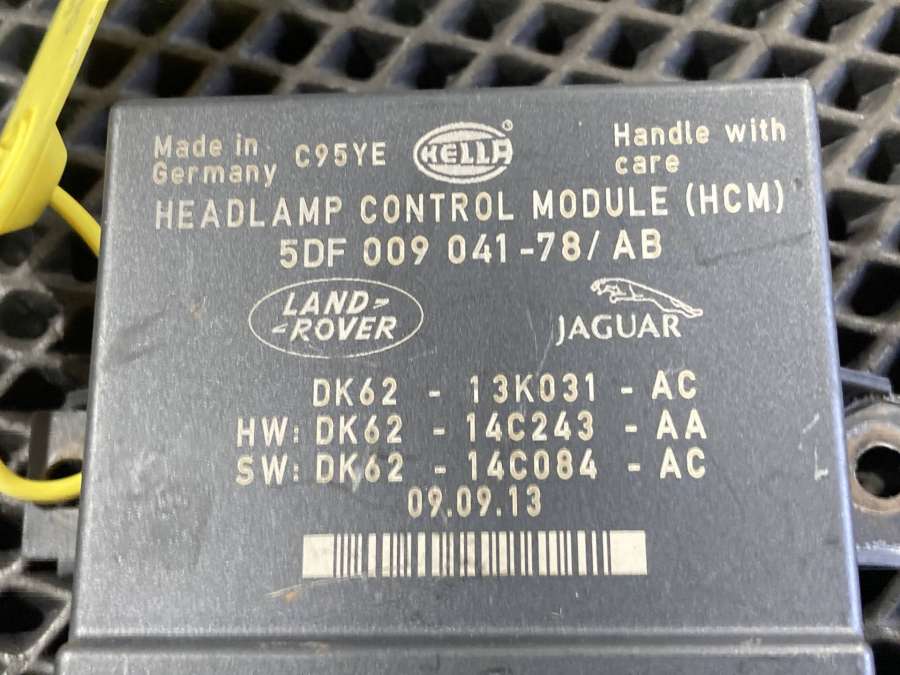 Made in Germany C95YE HELLA ® Handle with care
HEADLAMP CONTROL MODULE (HCM)
5DF 009 041-78/ AB
LAND-
-ROVER
JAGUAR
DK62 - 13K031 - AC
HW: DK62 - 14C243 - AA
SW: DK62 - 14C084 - AC
09.09.13